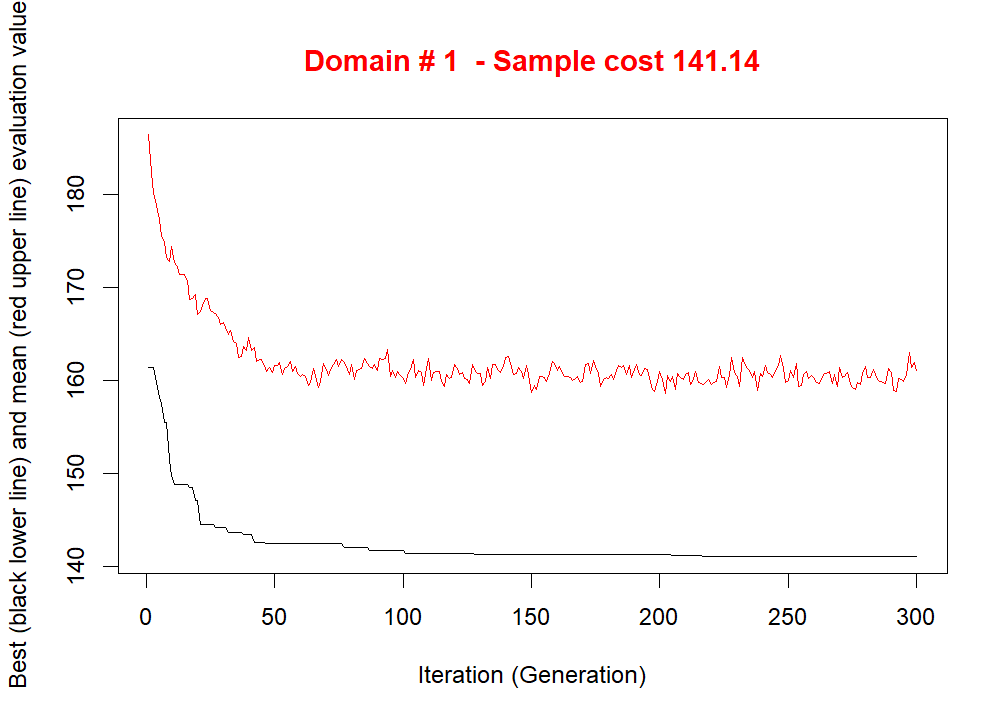 Domain # 1  - Sample cost 141.14
Best (black lower line) and mean (red upper line) evaluation value
180
170
160
150
140
0 50 100 150 200 250 300
Iteration (Generation)